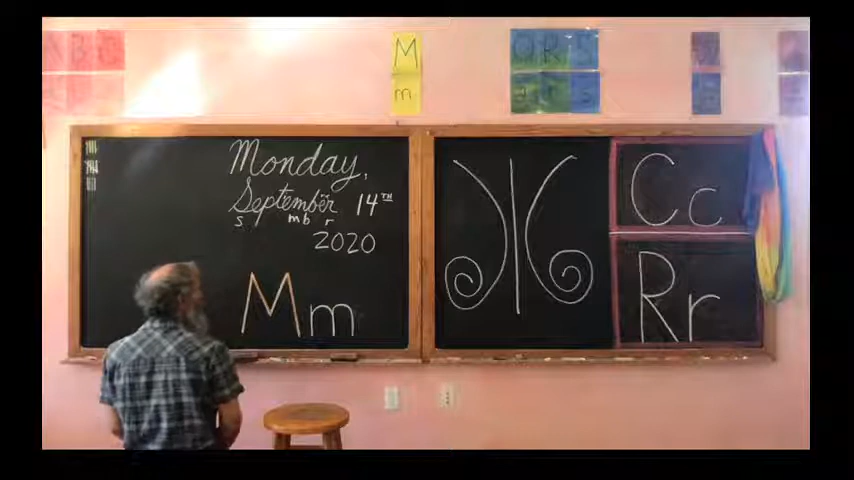 A B C
M
m
Q R S
q r s
Monday,
September 14TH
s mb r
2020
Mm
Cc
Rr